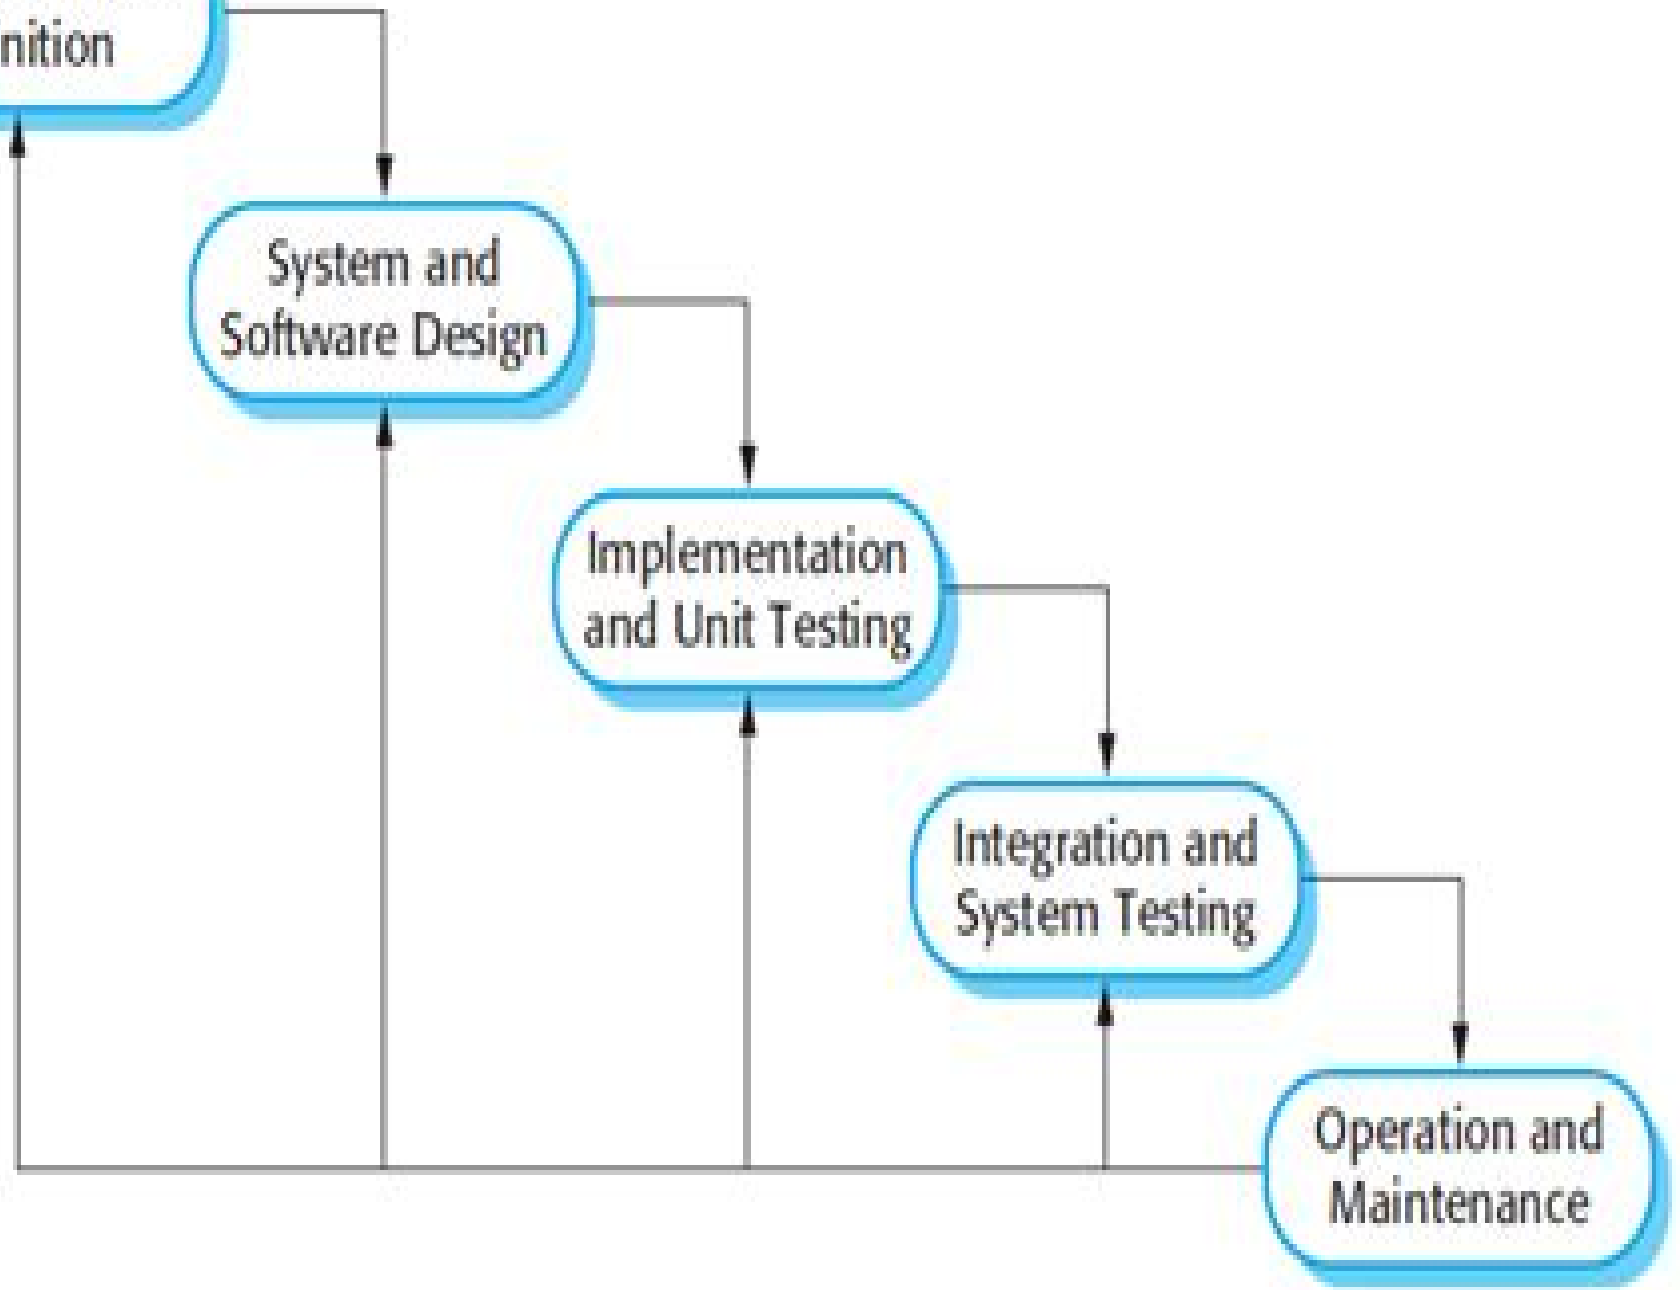 nition
System and
Software Design
Implementation
and Unit Testing
Integration and
System Testing
Operation and
Maintenance